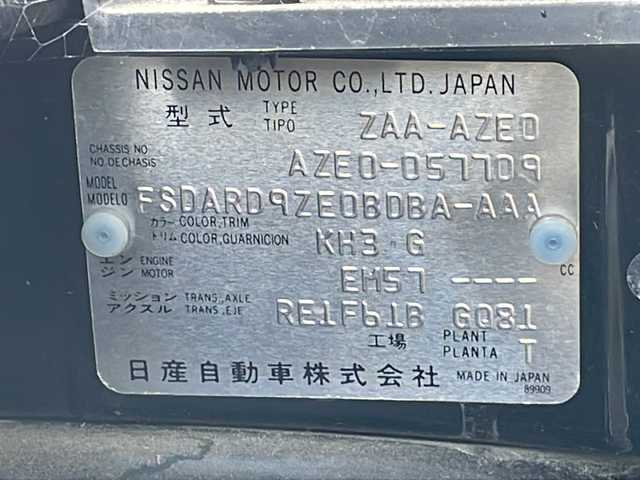 NISSAN MOTOR CO.,LTD. JAPAN
型式 TYPE TIPO ZAA-AZE0
CHASSIS NO
NO. DE CHASIS AZE0-057709
MODEL
MODELO FSDARD9ZE0BDBA-AAA
カラー COLOR, TRIM
トリム COLOR, GUARNICION KH3 G
エン ENGINE
ジン MOTOR EM57 ---- CC
ミッション TRANS., AXLE
アクスル TRANS., EJE RE1F61B GQ81
工場 PLANT PLANTA T
日産自動車株式会社 MADE IN JAPAN
89909